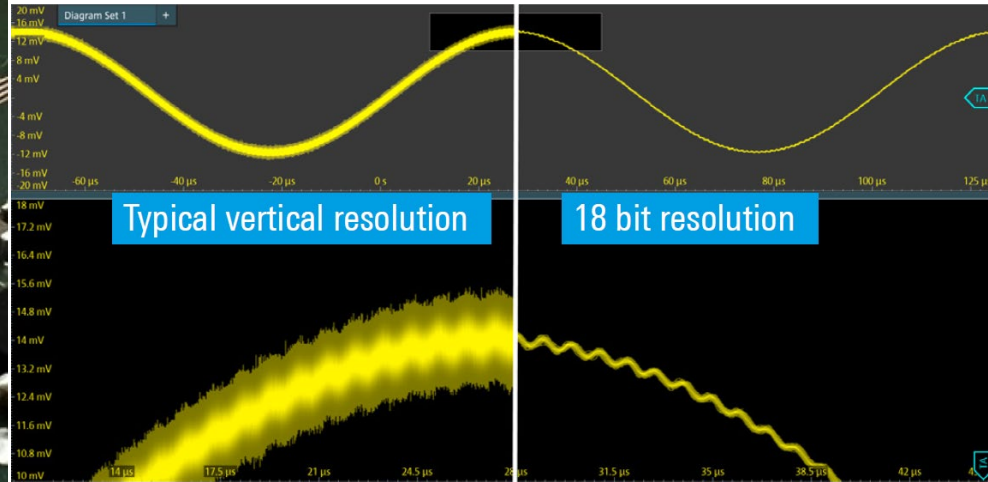 20 mV
Diagram Set 1 +
16 mV
12 mV
8 mV
4 mV
TA
-4 mV
-8 mV
-12 mV
-16 mV
-20 mV
-60 µs -40 µs -20 µs 0 s 20 µs 40 µs 60 µs 80 µs 100 µs 125 µs
Typical vertical resolution 18 bit resolution
18 mV
17.2 mV
16.4 mV
15.6 mV
14.8 mV
14 mV
13.2 mV
12.4 mV
11.6 mV
10.8 mV
10 mV
14 µs 17.5 µs 21 µs 24.5 µs 31.5 µs 35 µs 38.5 µs 42 µs
TA